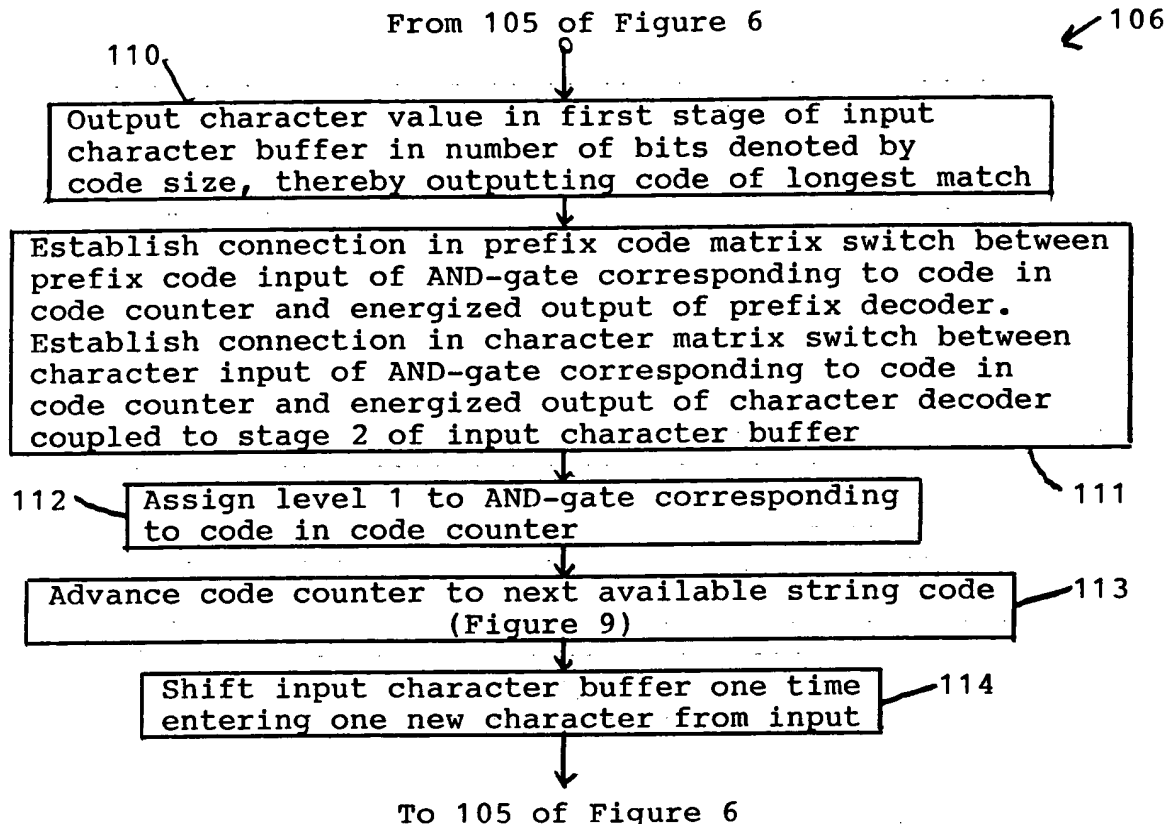 From 105 of Figure 6
106
110
Output character value in first stage of input
character buffer in number of bits denoted by
code size, thereby outputting code of longest match
Establish connection in prefix code matrix switch between
prefix code input of AND-gate corresponding to code in
code counter and energized output of prefix decoder.
Establish connection in character matrix switch between
character input of AND-gate corresponding to code in
code counter and energized output of character decoder
coupled to stage 2 of input character buffer
111
112
Assign level 1 to AND-gate corresponding
to code in code counter
Advance code counter to next available string code
(Figure 9)
113
Shift input character buffer one time
entering one new character from input
114
To 105 of Figure 6